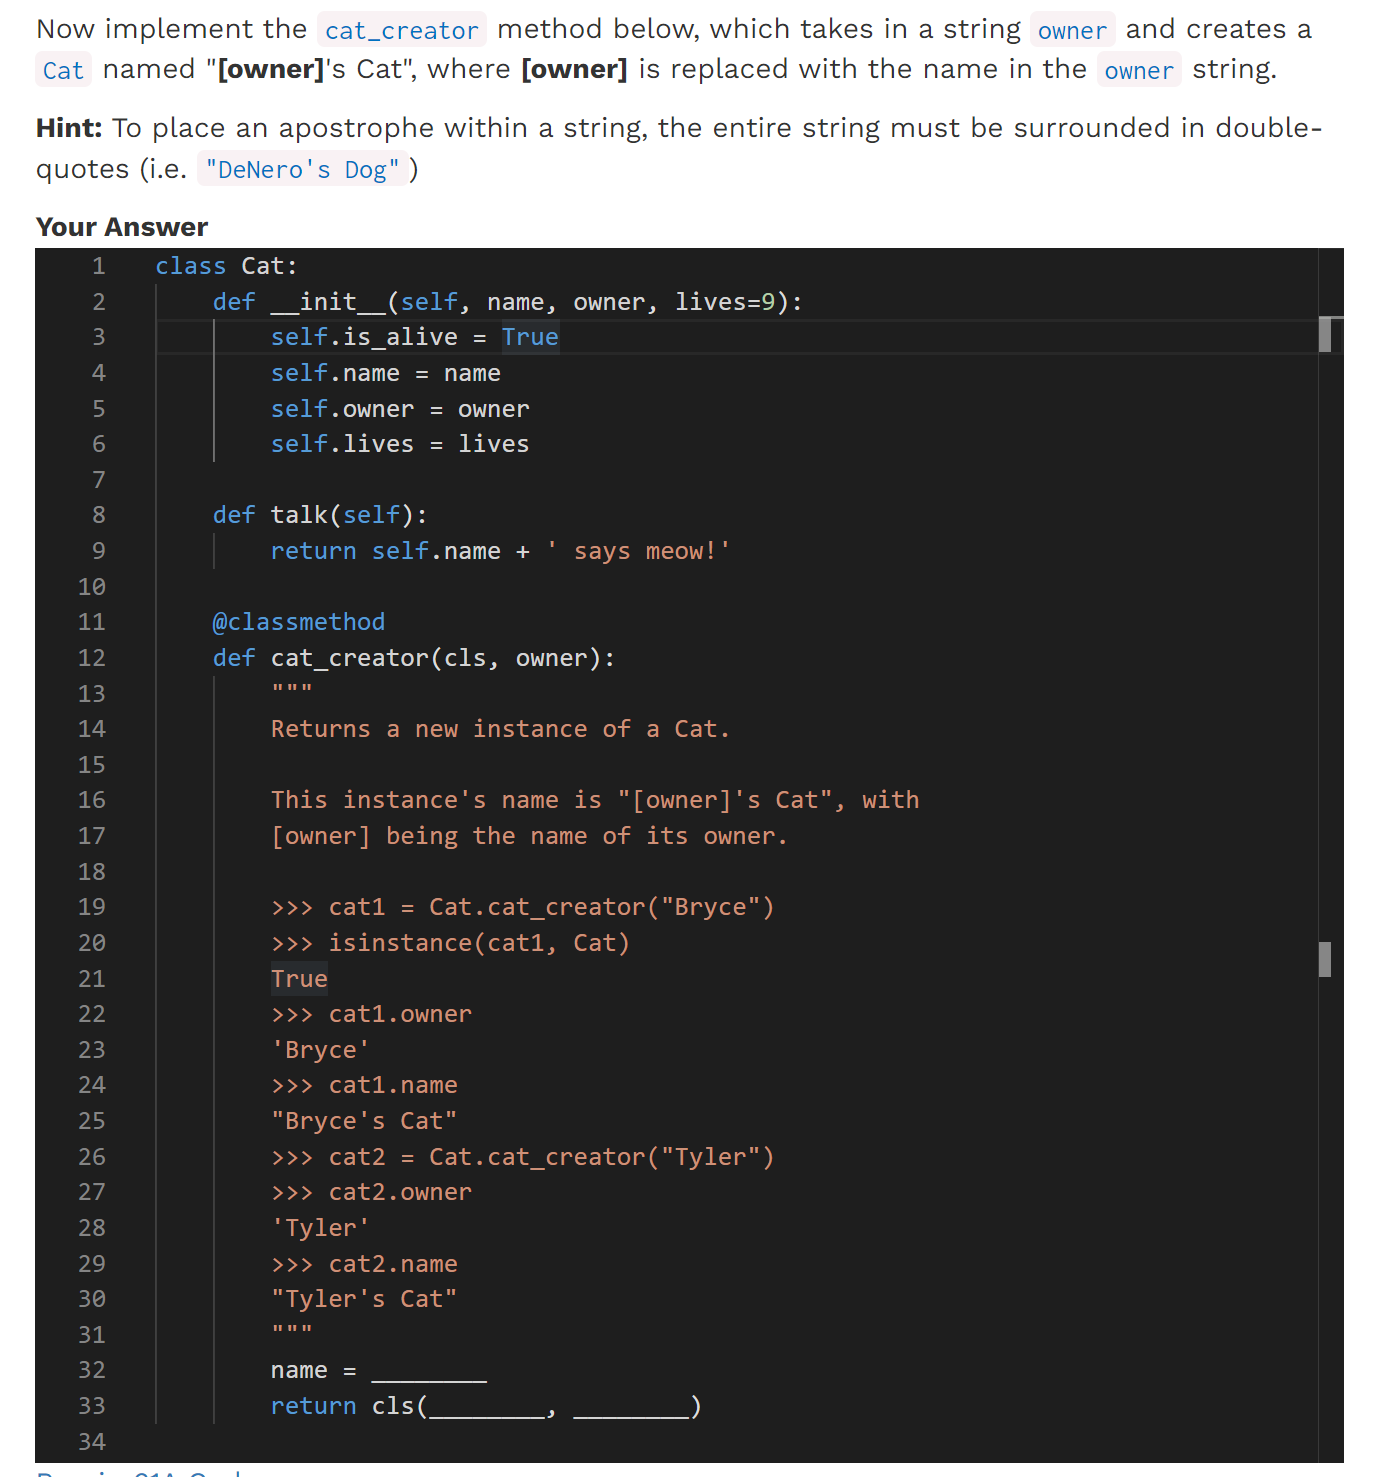 Now implement the cat_creator method below, which takes in a string owner and creates a
Cat named "[owner]'s Cat", where [owner] is replaced with the name in the owner string.
Hint: To place an apostrophe within a string, the entire string must be surrounded in double-
quotes (i.e. "DeNero's Dog" )
Your Answer
1 class Cat:
2 def __init__(self, name, owner, lives=9):
3 self.is_alive = True
4 self.name = name
5 self.owner = owner
6 self.lives = lives
7
8 def talk(self):
9 return self.name + ' says meow!'
10
11 @classmethod
12 def cat_creator(cls, owner):
13 """
14 Returns a new instance of a Cat.
15
16 This instance's name is "[owner]'s Cat", with
17 [owner] being the name of its owner.
18
19 >>> cat1 = Cat.cat_creator("Bryce")
20 >>> isinstance(cat1, Cat)
21 True
22 >>> cat1.owner
23 'Bryce'
24 >>> cat1.name
25 "Bryce's Cat"
26 >>> cat2 = Cat.cat_creator("Tyler")
27 >>> cat2.owner
28 'Tyler'
29 >>> cat2.name
30 "Tyler's Cat"
31 """
32 name = ________
33 return cls(________, ________)
34